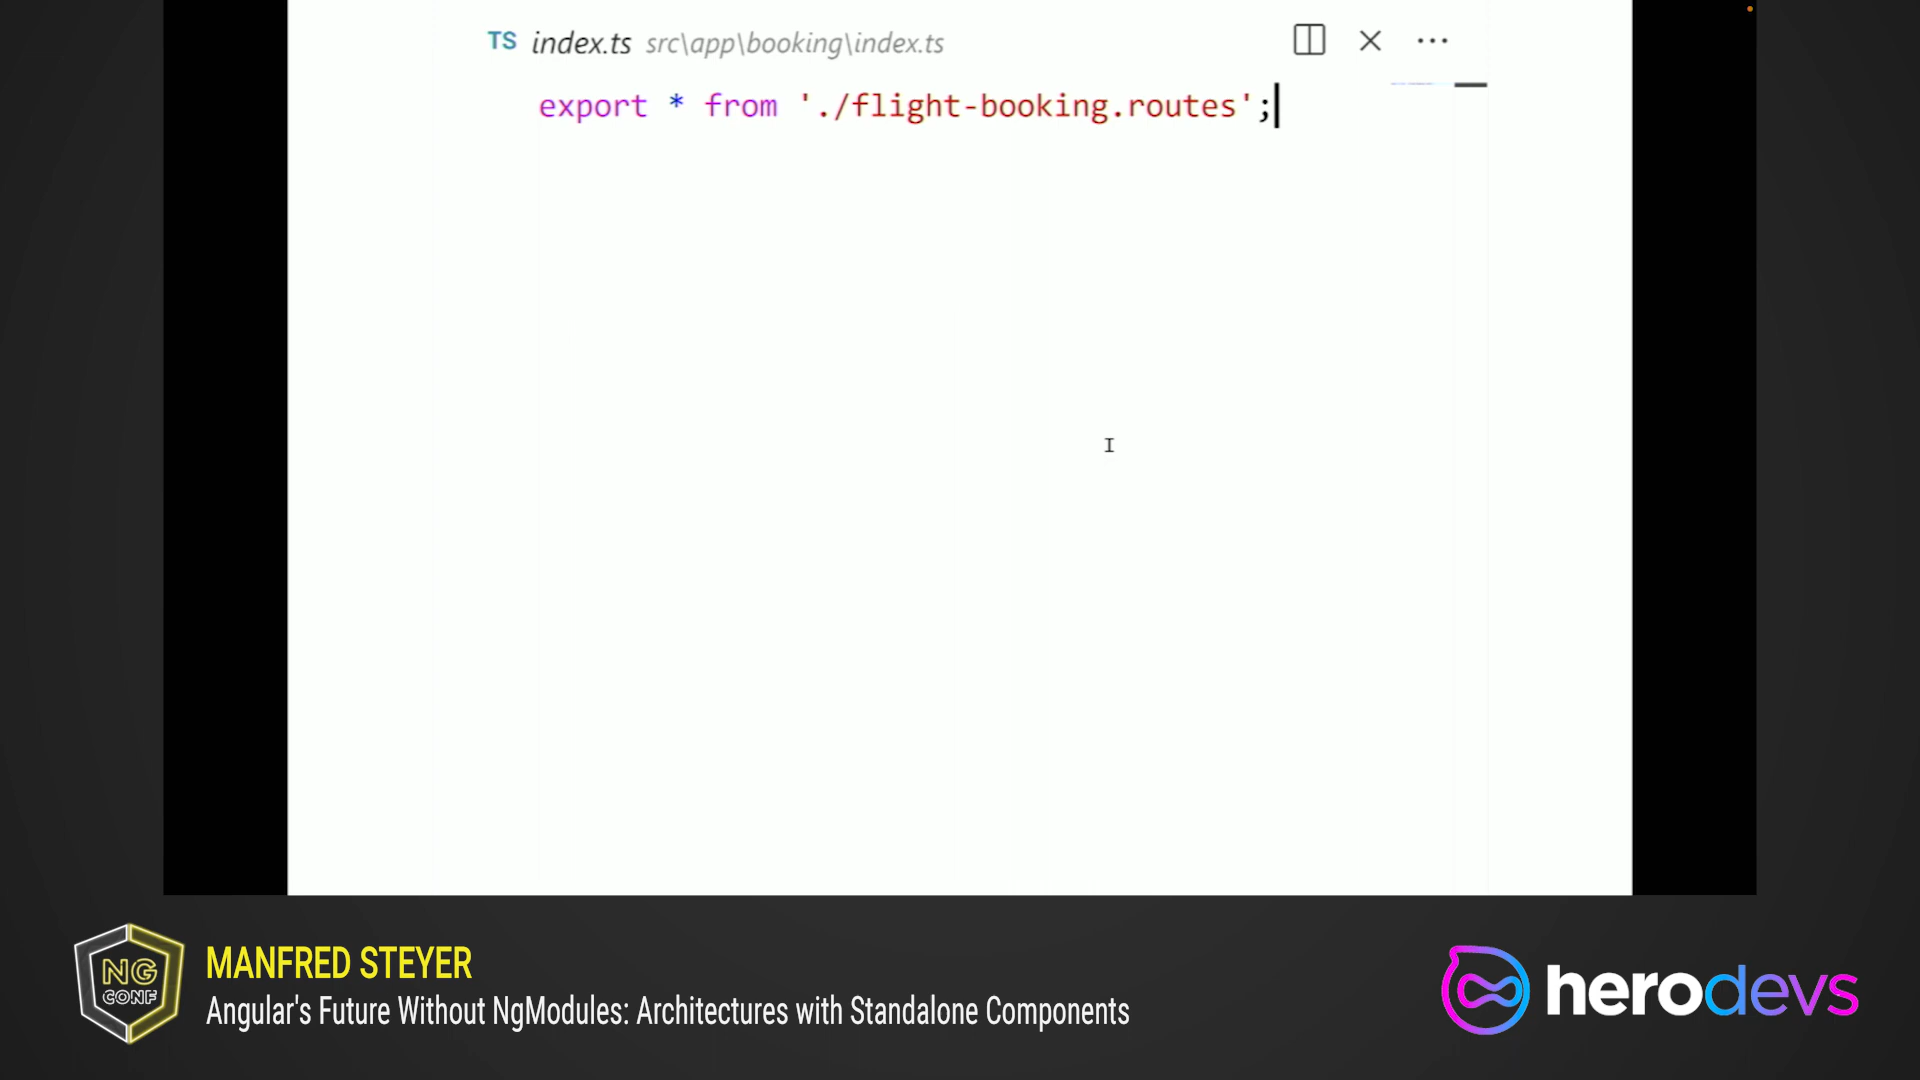 TS index.ts src\app\booking\index.ts
export * from './flight-booking.routes';
NG
CONF
MANFRED STEYER
Angular's Future Without NgModules: Architectures with Standalone Components
herodevs